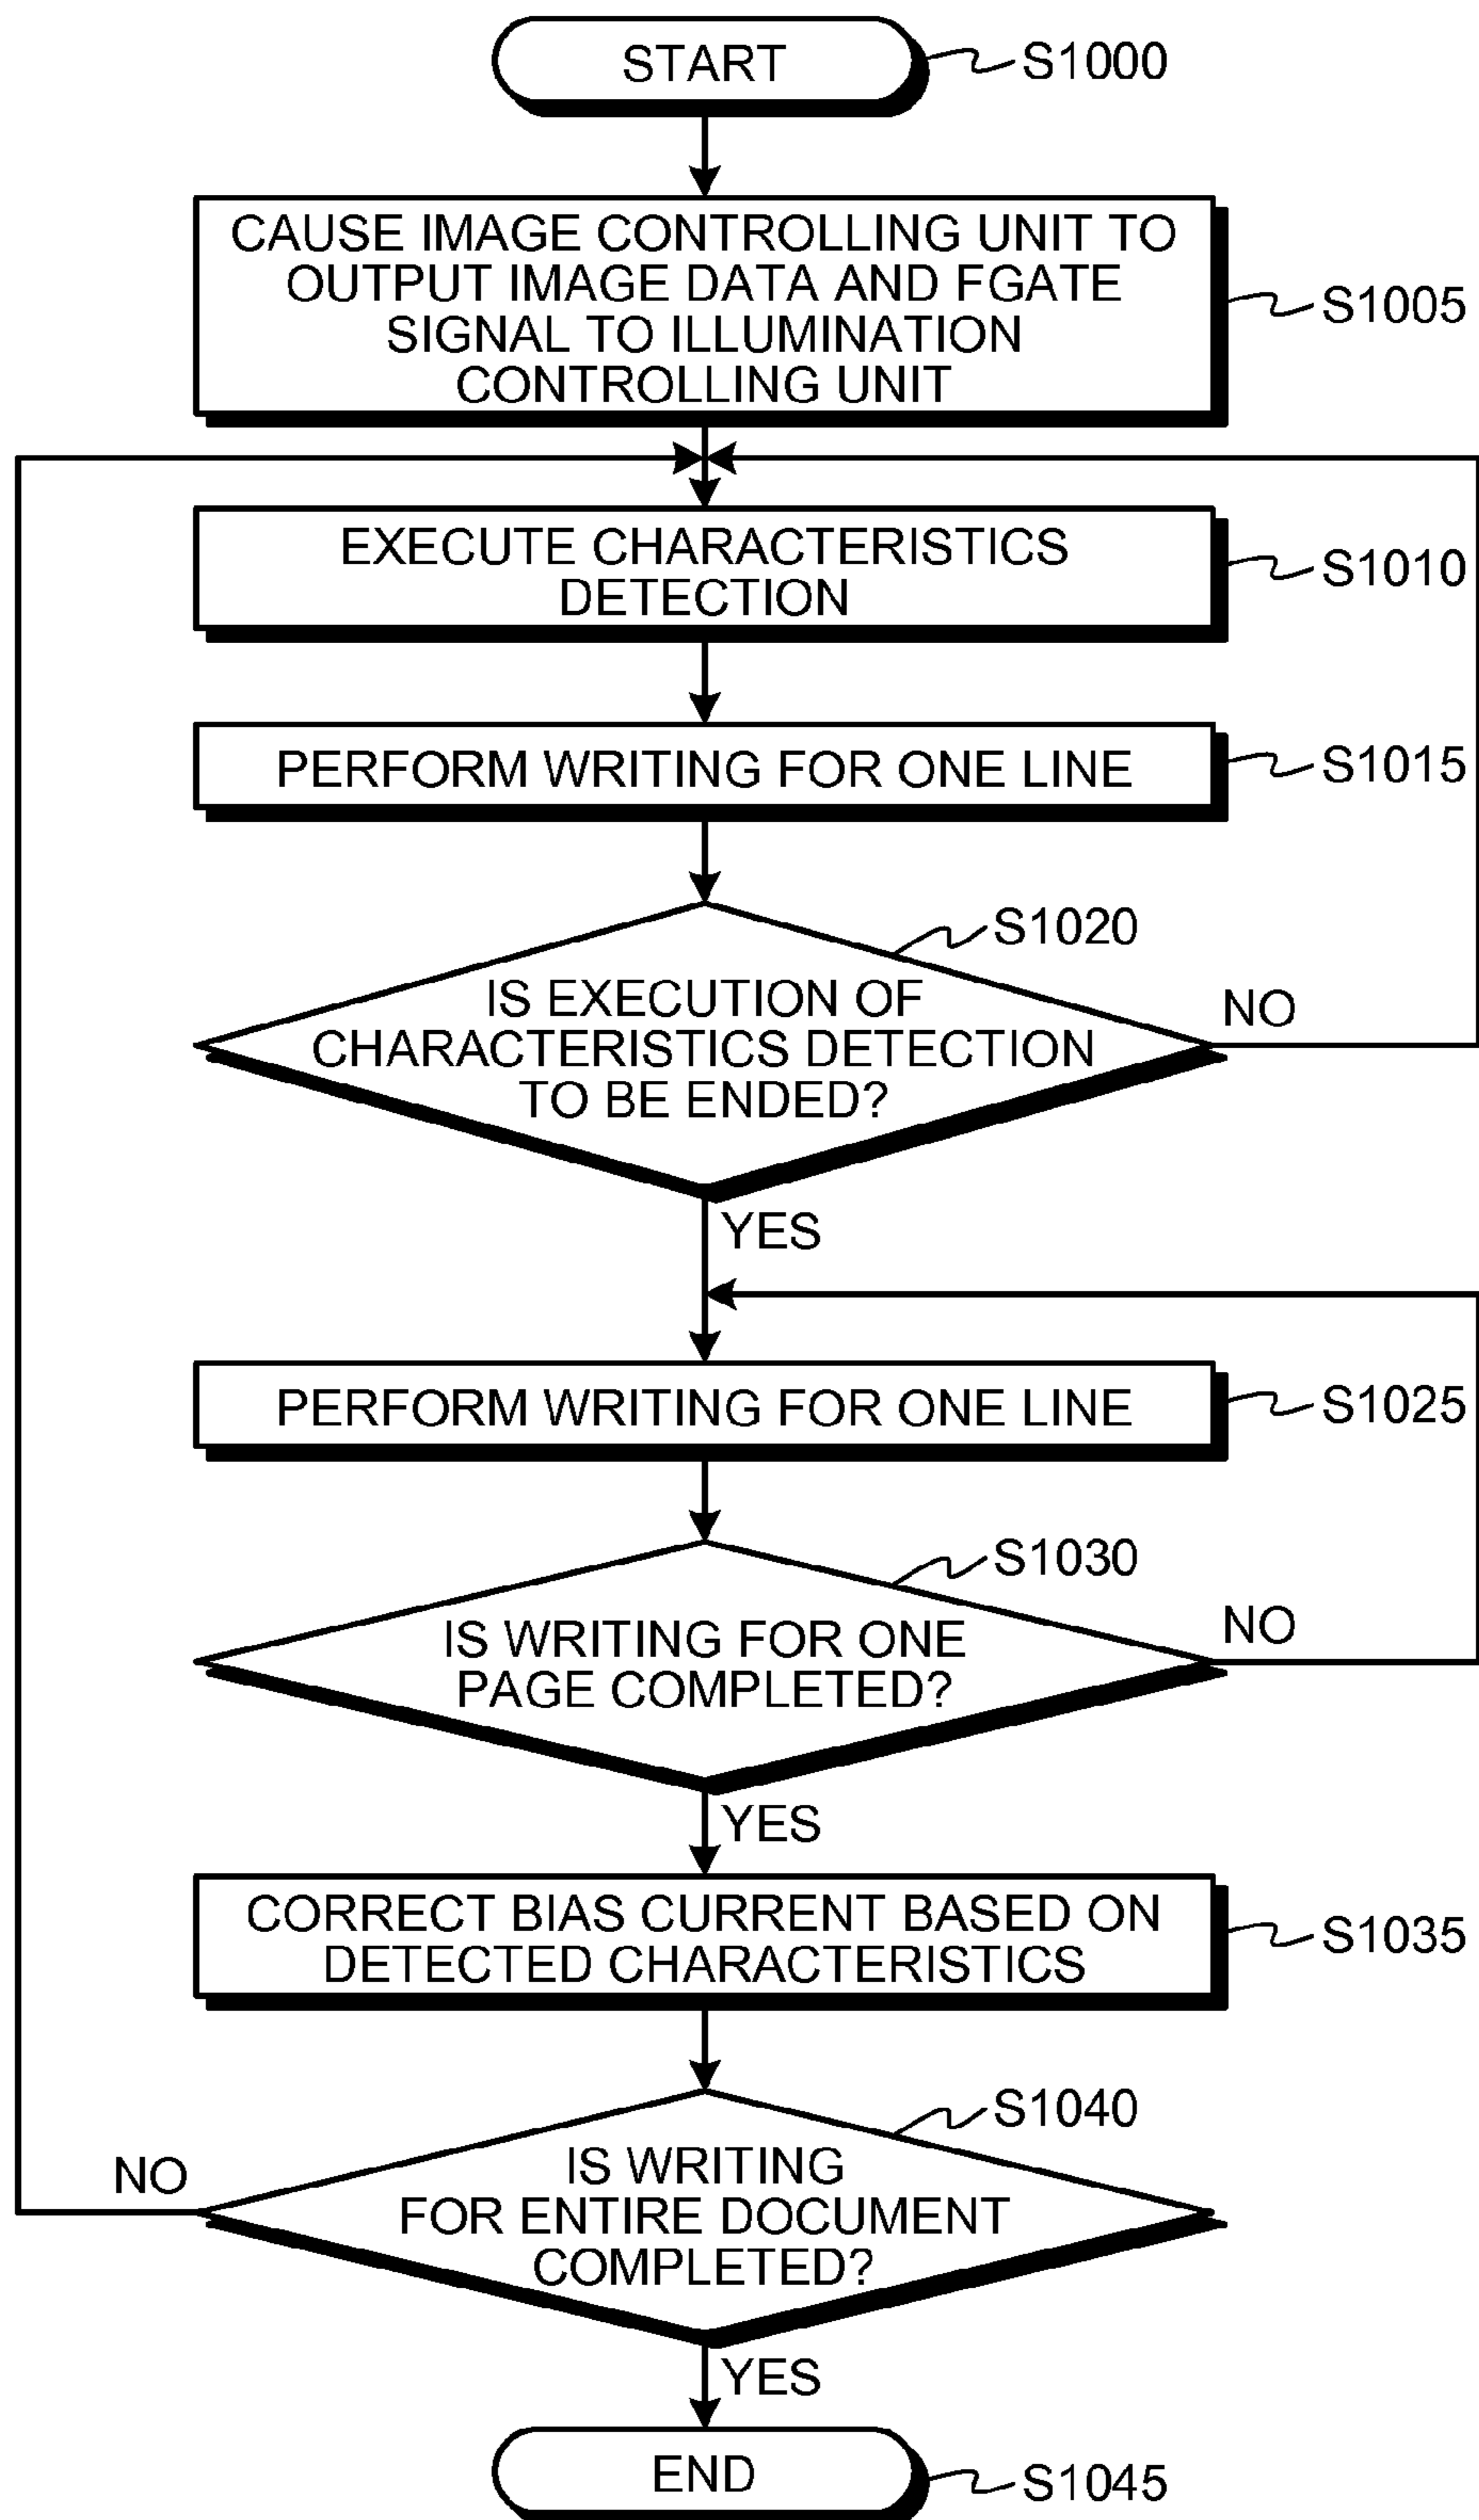 START
S1000
CAUSE IMAGE CONTROLLING UNIT TO
OUTPUT IMAGE DATA AND FGATE
SIGNAL TO ILLUMINATION
CONTROLLING UNIT
S1005
EXECUTE CHARACTERISTICS
DETECTION
S1010
PERFORM WRITING FOR ONE LINE
S1015
S1020
IS EXECUTION OF
CHARACTERISTICS DETECTION
TO BE ENDED?
NO
YES
PERFORM WRITING FOR ONE LINE
S1025
S1030
IS WRITING FOR ONE
PAGE COMPLETED?
NO
YES
CORRECT BIAS CURRENT BASED ON
DETECTED CHARACTERISTICS
S1035
S1040
IS WRITING
FOR ENTIRE DOCUMENT
COMPLETED?
NO
YES
END
S1045